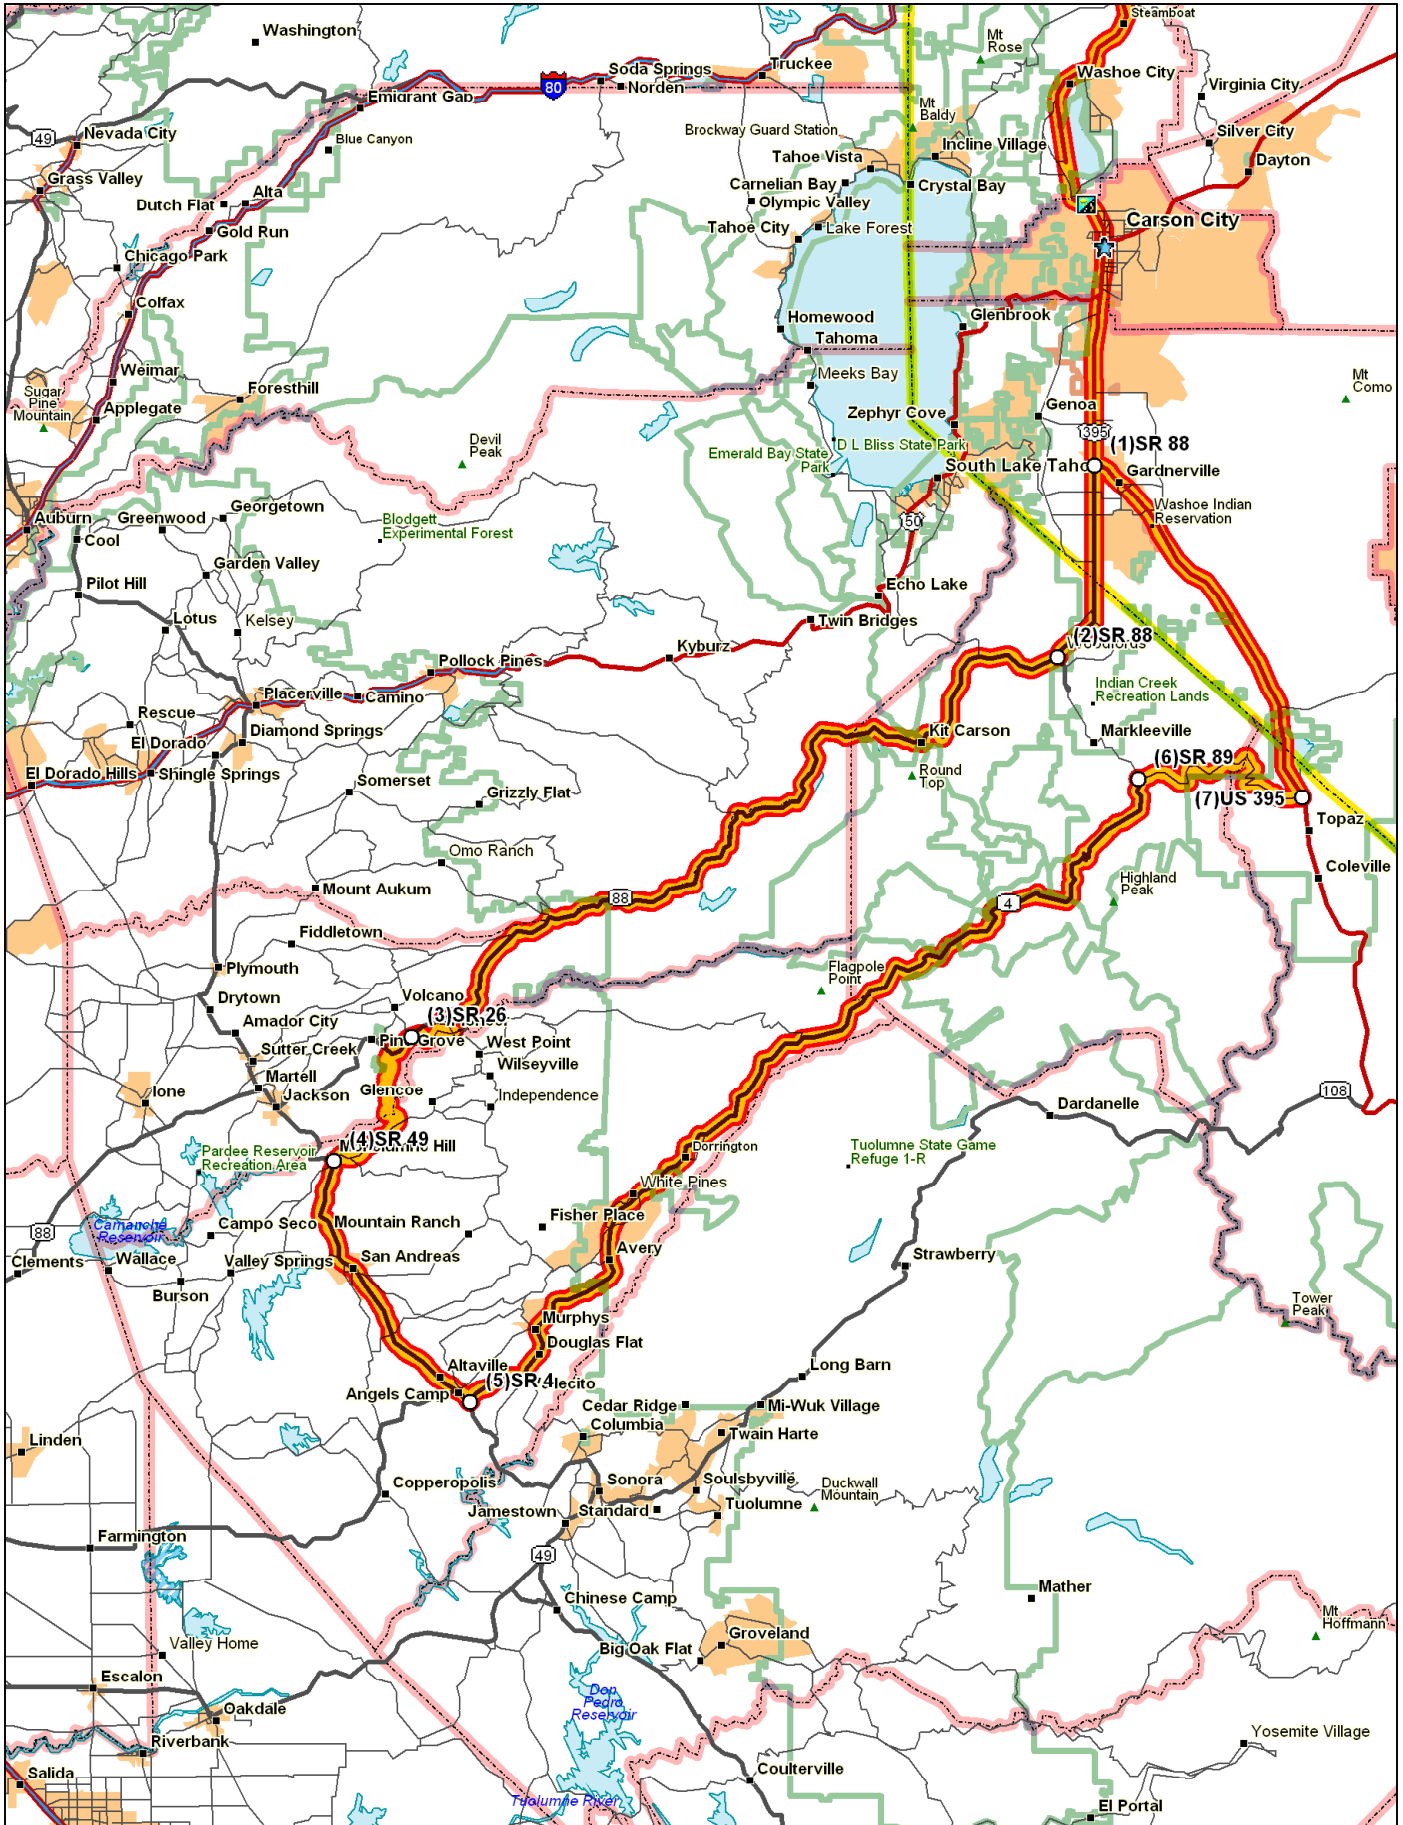 Steamboat
Washington
Mt
Rose
Soda Springs
Truckee
Washoe City
80
Norden
Virginia City
Emigrant Gap
Mt
Baldy
49
Nevada City
Blue Canyon
Brockway Guard Station
Silver City
Incline Village
Tahoe Vista
Dayton
Grass Valley
Carnelian Bay
Crystal Bay
Alta
Dutch Flat
Olympic Valley
Carson City
Gold Run
Tahoe City
Lake Forest
Chicago Park
Colfax
Homewood
Glenbrook
Tahoma
Weimar
Meeks Bay
Mt
Como
Foresthill
Sugar
Pine
Mountain
Applegate
Zephyr Cove
Genoa
395
Devil
Peak
D L Bliss State Park
(1)SR 88
Emerald Bay State
Park
South Lake Taho
Gardnerville
Georgetown
Washoe Indian
Reservation
Auburn
Greenwood
Blodgett
Experimental Forest
50
Cool
Garden Valley
Pilot Hill
Echo Lake
Lotus
Kelsey
Twin Bridges
(2)SR 88
Kyburz
Pollock Pines
Indian Creek
Recreation Lands
Placerville
Camino
Rescue
Diamond Springs
Kit Carson
Markleeville
El Dorado
(6)SR 89
El Dorado Hills
Shingle Springs
Round
Top
Somerset
Grizzly Flat
(7)US 395
Topaz
Omo Ranch
Coleville
Mount Aukum
Highland
Peak
88
4
Fiddletown
Plymouth
Flagpole
Point
Drytown
Volcano
(3)SR 26
Amador City
Pine Grove
West Point
Sutter Creek
Wilseyville
Martell
Glencoe
108
Ione
Jackson
Independence
Dardanelle
(4)SR 49
Hill
Dorrington
Pardee Reservoir
Recreation Area
Tuolumne State Game
Refuge 1-R
White Pines
Camanche
Reservoir
Campo Seco
Mountain Ranch
Fisher Place
88
Clements
Wallace
Valley Springs
San Andreas
Avery
Strawberry
Burson
Tower
Peak
Murphys
Douglas Flat
Altaville
Long Barn
(5)SR 4
lecito
Angels Camp
Cedar Ridge
Mi-Wuk Village
Columbia
Twain Harte
Linden
Copperopolis
Sonora
Soulsbyville
Duckwall
Mountain
Jamestown
Standard
Tuolumne
Farmington
49
Mather
Chinese Camp
Mt
Hoffmann
Groveland
Valley Home
Big Oak Flat
Escalon
Don
Pedro
Reservoir
Oakdale
Yosemite Village
Riverbank
Salida
Coulterville
Tuolumne River
El Portal